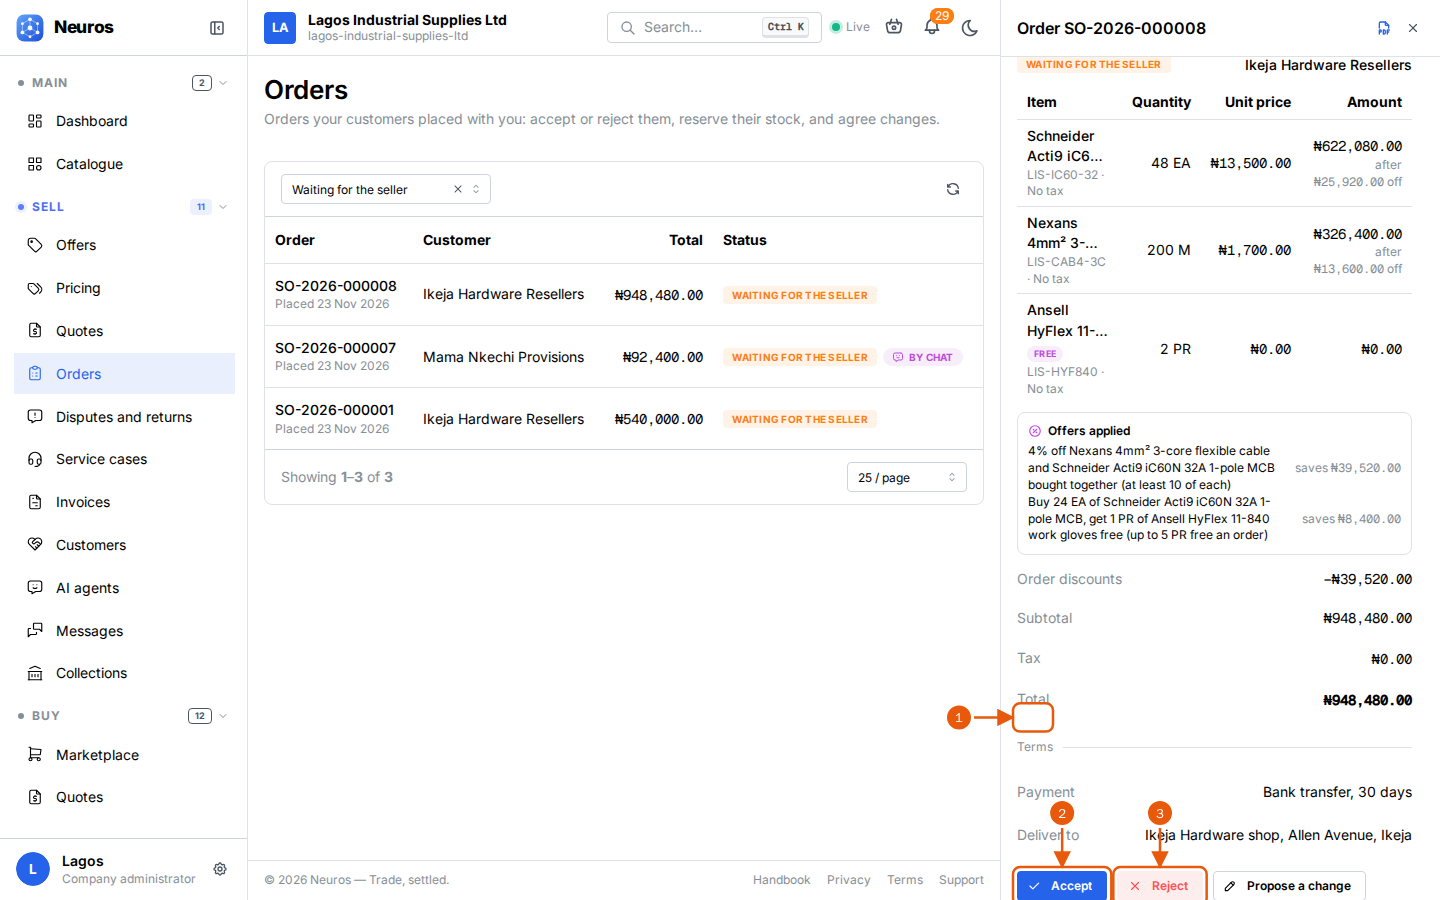 Neuros
MAIN
2
Dashboard
Catalogue
SELL
11
Offers
Pricing
Quotes
Orders
Disputes and returns
Service cases
Invoices
Customers
AI agents
Messages
Collections
BUY
12
Marketplace
Quotes
L
Lagos
Company administrator
LA
Lagos Industrial Supplies Ltd
lagos-industrial-supplies-ltd
Search...
Ctrl K
Live
29
Orders
Orders your customers placed with you: accept or reject them, reserve their stock, and agree changes.
Waiting for the seller
Order Customer Total Status
SO-2026-000008
Placed 23 Nov 2026
Ikeja Hardware Resellers ₦948,480.00 WAITING FOR THE SELLER
SO-2026-000007
Placed 23 Nov 2026
Mama Nkechi Provisions ₦92,400.00 WAITING FOR THE SELLER BY CHAT
SO-2026-000001
Placed 23 Nov 2026
Ikeja Hardware Resellers ₦540,000.00 WAITING FOR THE SELLER
Showing 1–3 of 3
25 / page
© 2026 Neuros — Trade, settled.
Handbook Privacy Terms Support
Order SO-2026-000008
PDF
WAITING FOR THE SELLER
Ikeja Hardware Resellers
Item Quantity Unit price Amount
Schneider
Acti9 iC6...
LIS-IC60-32 ·
No tax
48 EA ₦13,500.00 ₦622,080.00
after
₦25,920.00 off
Nexans
4mm² 3-...
LIS-CAB4-3C
· No tax
200 M ₦1,700.00 ₦326,400.00
after
₦13,600.00 off
Ansell
HyFlex 11-...
FREE
LIS-HYF840 ·
No tax
2 PR ₦0.00 ₦0.00
Offers applied
4% off Nexans 4mm² 3-core flexible cable
and Schneider Acti9 iC60N 32A 1-pole MCB
bought together (at least 10 of each)
saves ₦39,520.00
Buy 24 EA of Schneider Acti9 iC60N 32A 1-
pole MCB, get 1 PR of Ansell HyFlex 11-840
work gloves free (up to 5 PR free an order)
saves ₦8,400.00
Order discounts −₦39,520.00
Subtotal ₦948,480.00
Tax ₦0.00
Total ₦948,480.00
1
Terms
Payment Bank transfer, 30 days
2
3
Deliver to Ikeja Hardware shop, Allen Avenue, Ikeja
Accept
Reject
Propose a change